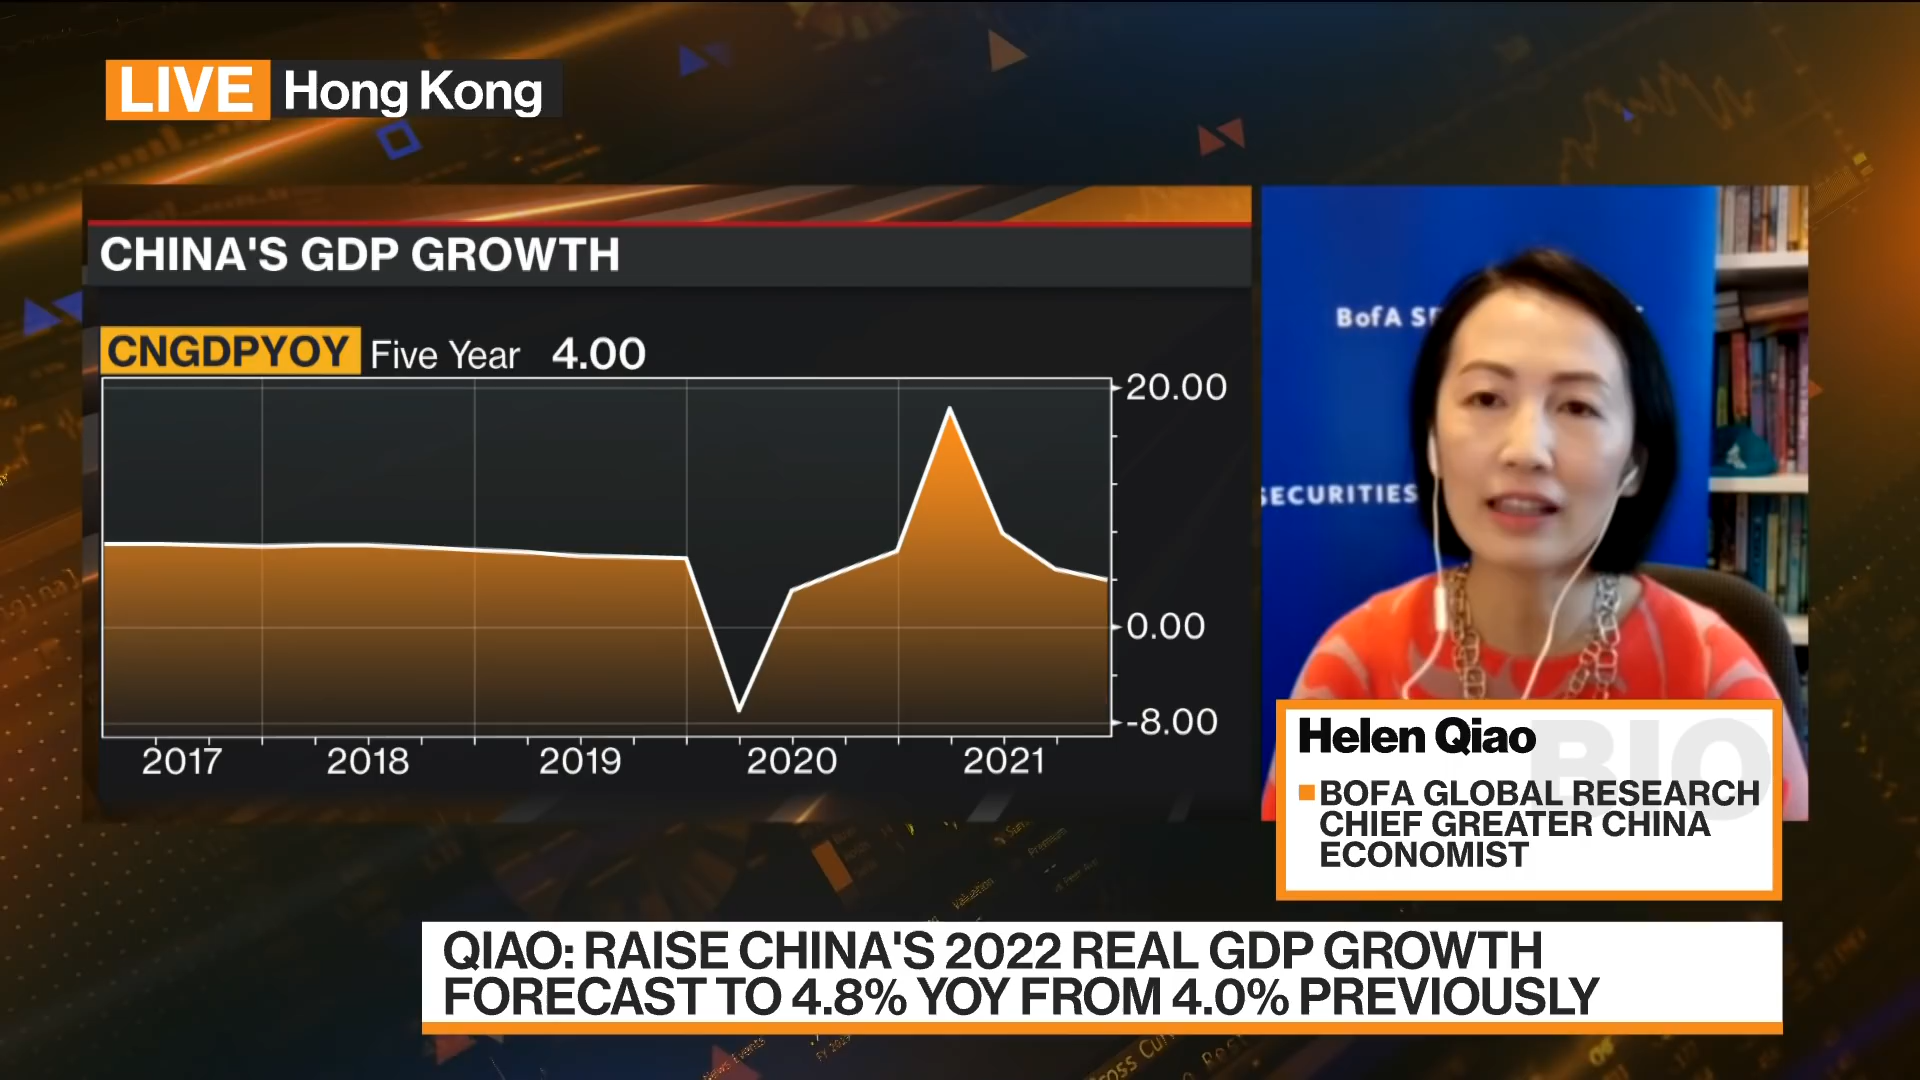 LIVE Hong Kong
CHINA'S GDP GROWTH
CNGDPYOY Five Year 4.00
20.00
0.00
-8.00
2017 2018 2019 2020 2021
BofA
SECURITIES
Helen Qiao
BIO
BOFA GLOBAL RESEARCH
CHIEF GREATER CHINA
ECONOMIST
QIAO: RAISE CHINA'S 2022 REAL GDP GROWTH
FORECAST TO 4.8% YOY FROM 4.0% PREVIOUSLY
Valuation